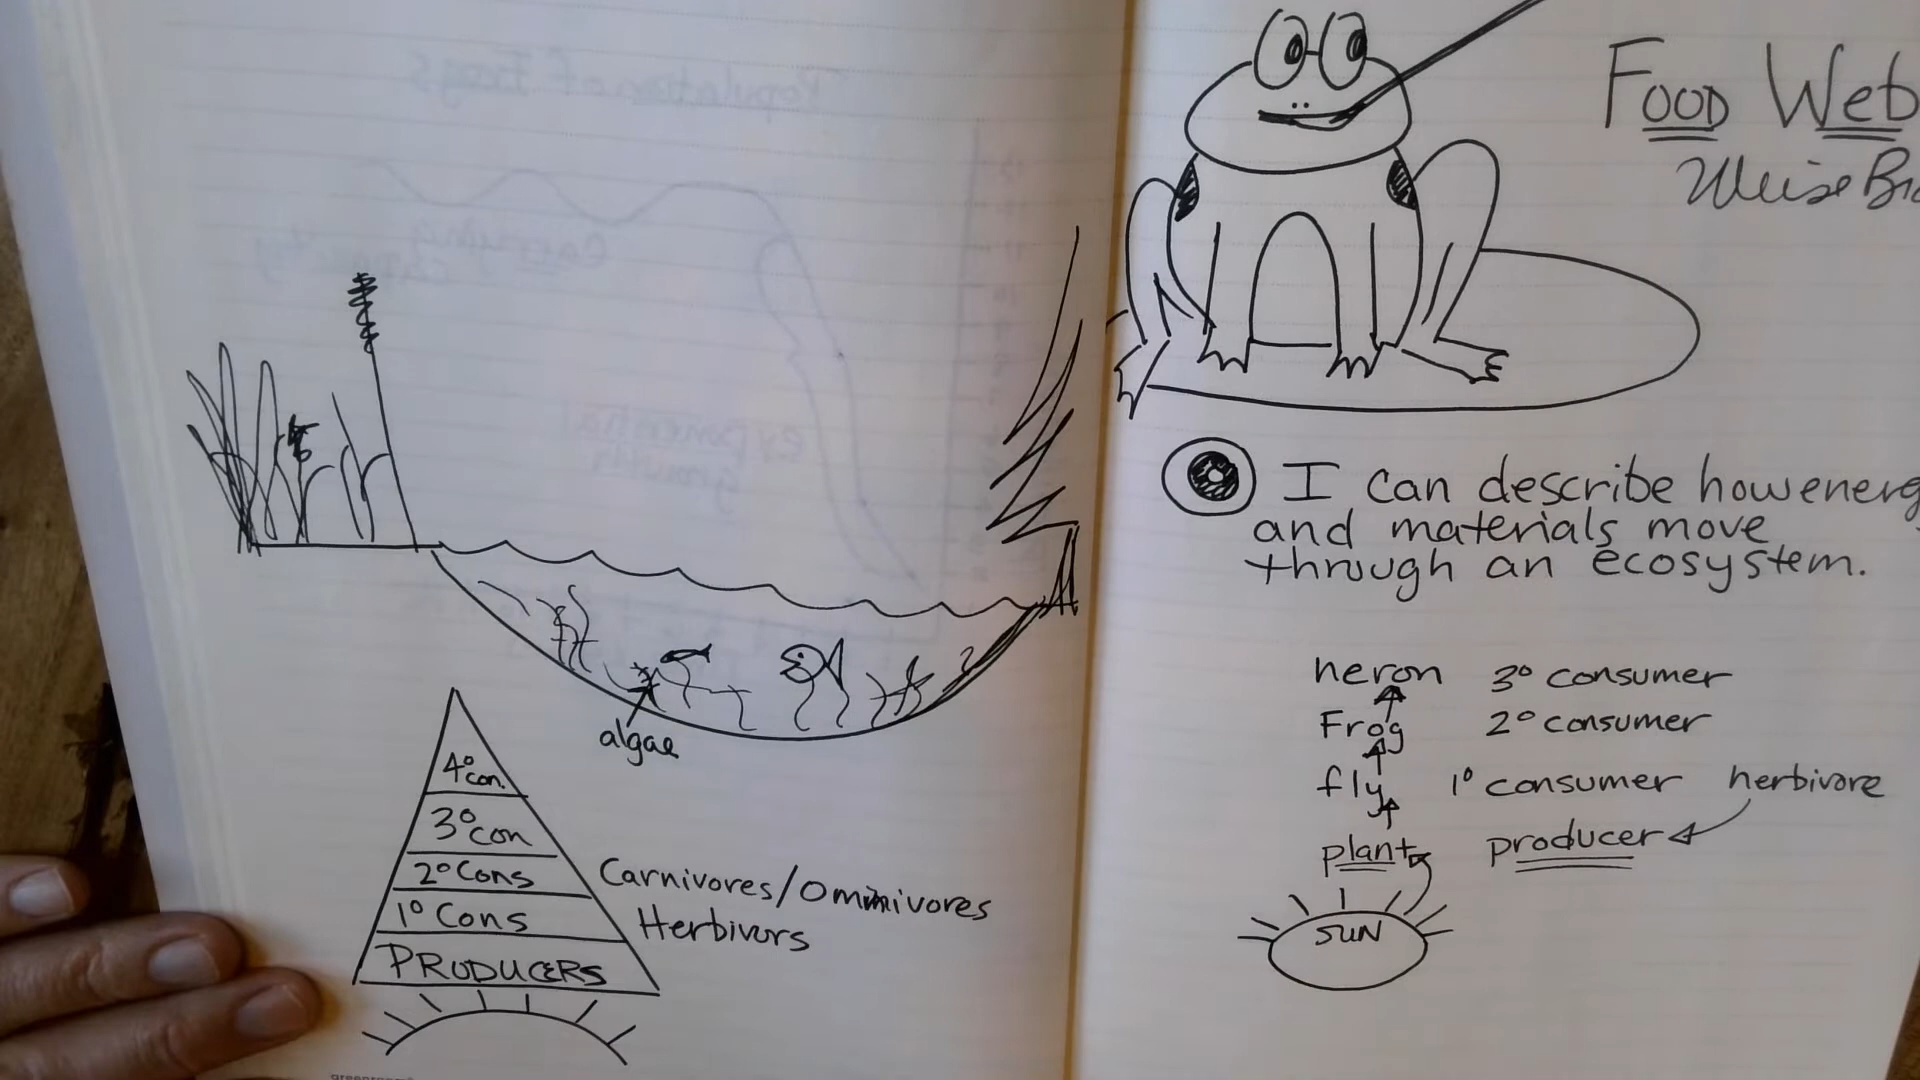 algae
4° con.
3° con
2° Cons
1° Cons
PRODUCERS
Carnivores/Omnivores
Herbivors
FOOD Web
I can describe how energ
and materials move
through an ecosystem.
heron 3° consumer
Frog 2° consumer
fly 1° consumer herbivore
plant producer
SUN